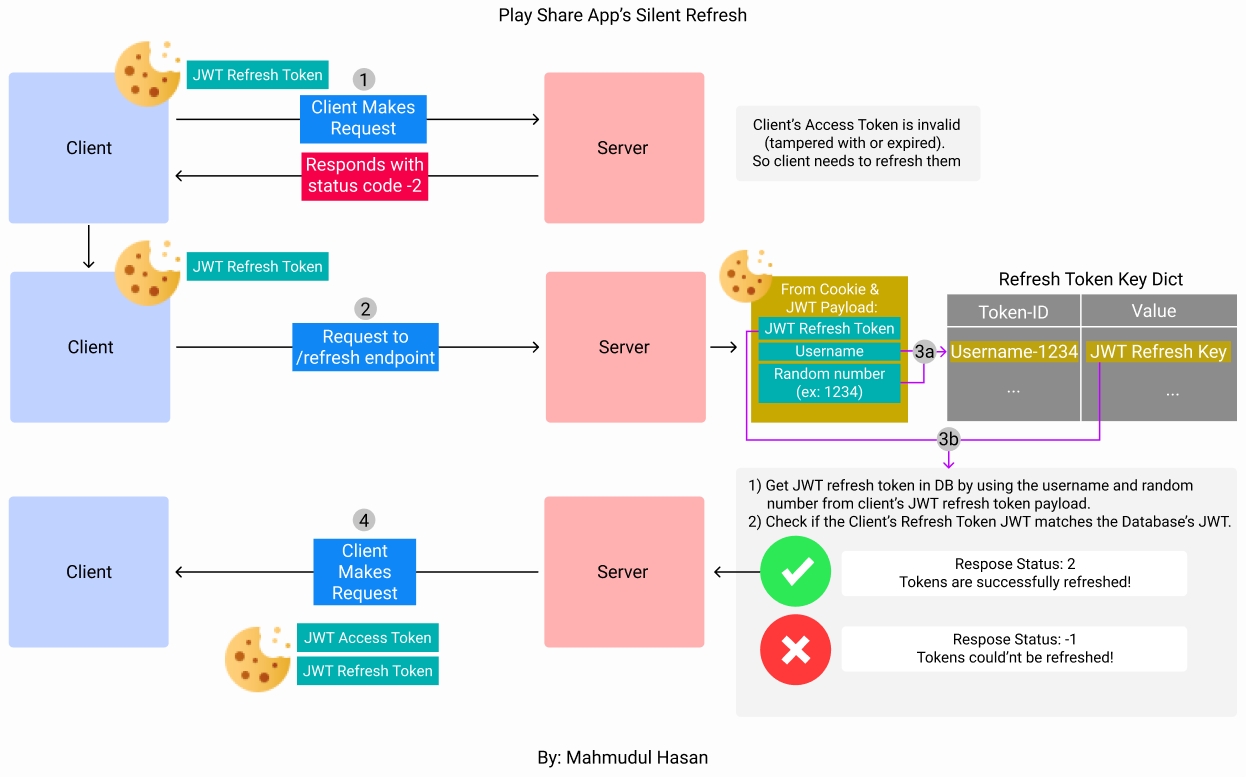 Play Share App's Silent Refresh
JWT Refresh Token
1
Client Makes
Request
Client
Server
Responds with
status code -2
Client's Access Token is invalid
(tampered with or expired).
So client needs to refresh them
JWT Refresh Token
2
Request to
/refresh endpoint
Client
Server
From Cookie &
JWT Payload:
JWT Refresh Token
Username
Random number
(ex: 1234)
3a
Refresh Token Key Dict
Token-ID
Value
Username-1234
JWT Refresh Key
...
...
3b
1) Get JWT refresh token in DB by using the username and random
number from client's JWT refresh token payload.
2) Check if the Client's Refresh Token JWT matches the Database's JWT.
Respose Status: 2
Tokens are successfully refreshed!
Respose Status: -1
Tokens could'nt be refreshed!
4
Client
Makes
Request
Client
Server
JWT Access Token
JWT Refresh Token
By: Mahmudul Hasan